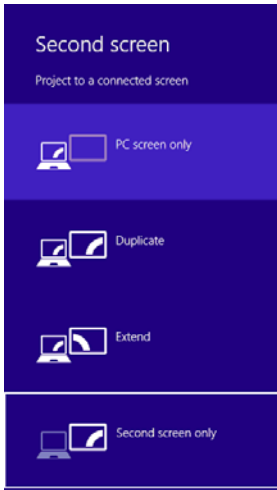 Second screen
Project to a connected screen
PC screen only
Duplicate
Extend
Second screen only